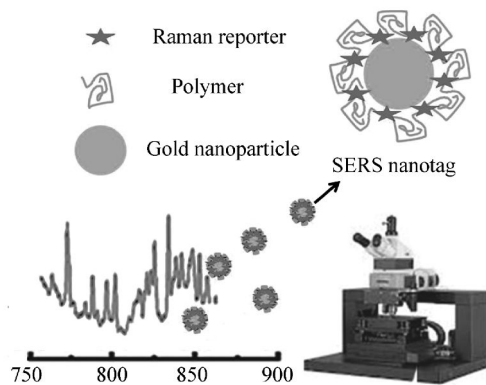 Raman reporter
Polymer
Gold nanoparticle
SERS nanotag
750 800 850 900